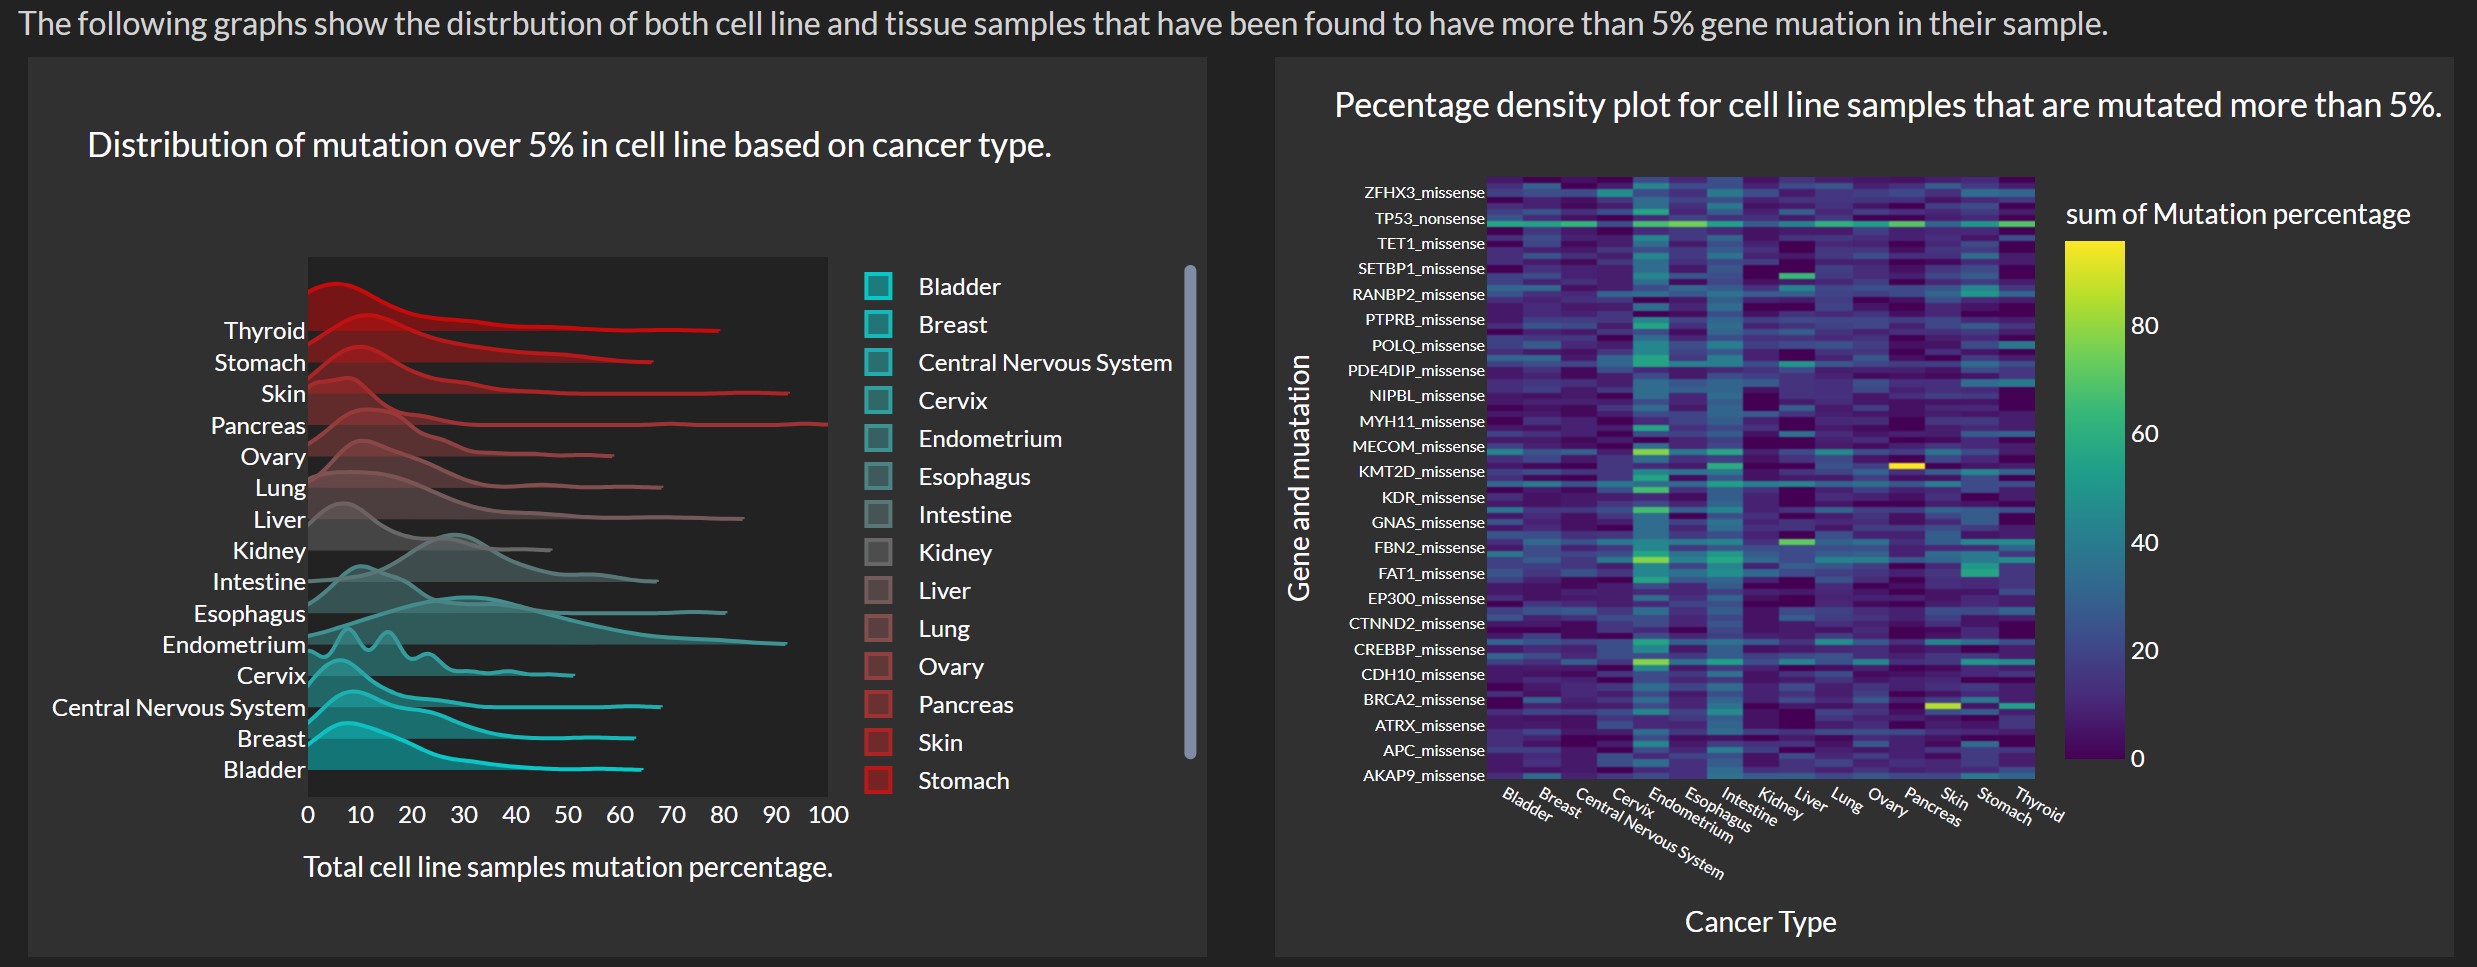 The following graphs show the distrbution of both cell line and tissue samples that have been found to have more than 5% gene muation in their sample.
Distribution of mutation over 5% in cell line based on cancer type.
Thyroid
Stomach
Skin
Pancreas
Ovary
Lung
Liver
Kidney
Intestine
Esophagus
Endometrium
Cervix
Central Nervous System
Breast
Bladder
0 10 20 30 40 50 60 70 80 90 100
Total cell line samples mutation percentage.
Bladder
Breast
Central Nervous System
Cervix
Endometrium
Esophagus
Intestine
Kidney
Liver
Lung
Ovary
Pancreas
Skin
Stomach
Pecentage density plot for cell line samples that are mutated more than 5%.
Gene and muatation
ZFHX3_missense
TP53_nonsense
TET1_missense
SETBP1_missense
RANBP2_missense
PTPRB_missense
POLQ_missense
PDE4DIP_missense
NIPBL_missense
MYH11_missense
MECOM_missense
KMT2D_missense
KDR_missense
GNAS_missense
FBN2_missense
FAT1_missense
EP300_missense
CTNND2_missense
CREBBP_missense
CDH10_missense
BRCA2_missense
ATRX_missense
APC_missense
AKAP9_missense
Bladder
Breast
Central Nervous System
Cervix
Endometrium
Esophagus
Intestine
Kidney
Liver
Lung
Ovary
Pancreas
Skin
Stomach
Thyroid
Cancer Type
sum of Mutation percentage
80
60
40
20
0